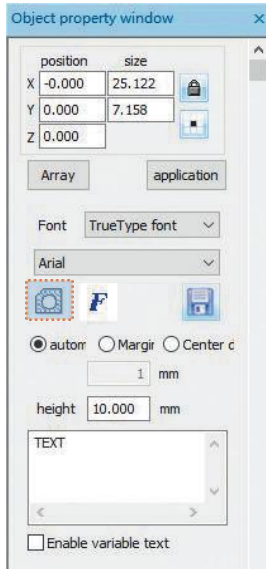 Object property window ×
position size
X -0.000 25.122
Y 0.000 7.158
Z 0.000
Array application
Font TrueType font
Arial
F
autom Margir Center d
1 mm
height 10.000 mm
TEXT
Enable variable text